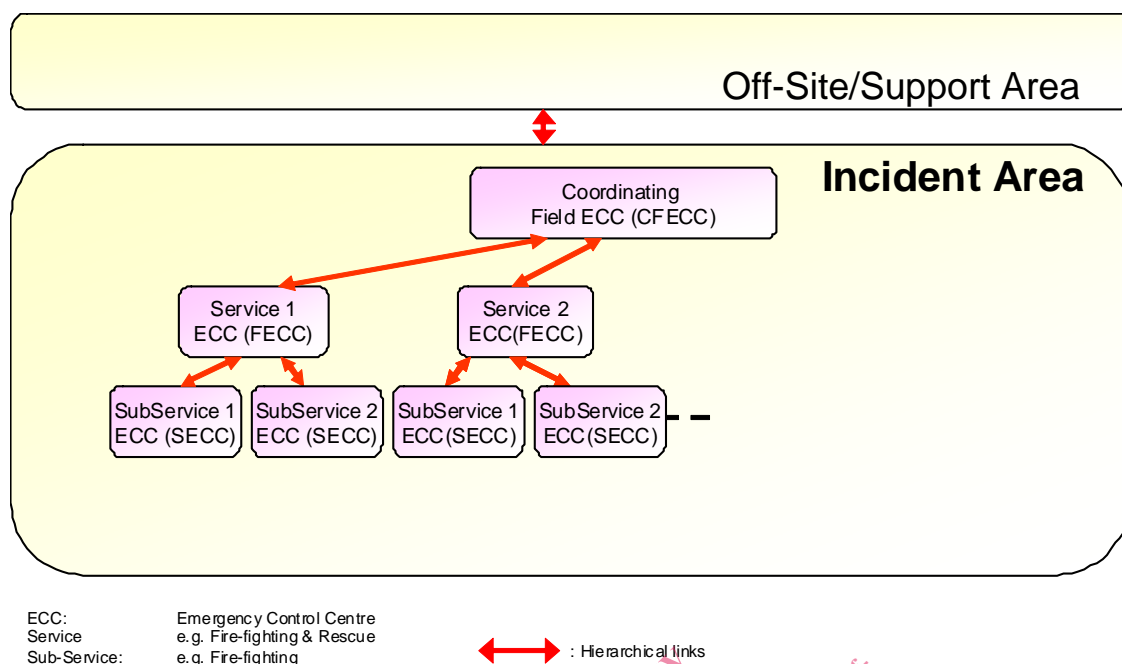 Off-Site/Support Area
Incident Area
Coordinating
Field ECC (CFECC)
Service 1
ECC (FECC)
Service 2
ECC(FECC)
SubService 1
ECC (SECC)
SubService 2
ECC (SECC)
SubService 1
ECC(SECC)
SubService 2
ECC(SECC)
ECC: Emergency Control Centre
Service e.g. Fire-fighting & Rescue
Sub-Service: e.g. Fire-fighting
: Hierarchical links